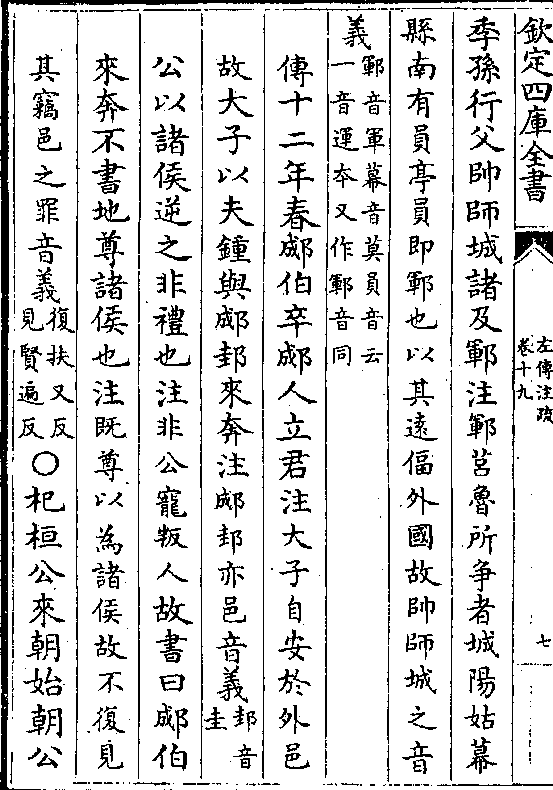 欽定四庫全書
左傳注疏
卷十九
七
季孫行父帥師城諸及鄆注鄆莒魯所争者城陽姑幕
縣南有員亭員即鄆也以其逺偪外國故帥師城之音
義鄆音軍幕音莫員音云
一音運夲又作鄆音同
傳十二年春郕伯卒郕人立君注大子自安於外邑
故大子以夫鍾與郕邽來奔注郕邽亦邑音義邽音
圭
公以諸侯逆之非禮也注非公寵叛人故書曰郕伯
來奔不書地尊諸侯也注既尊以為諸侯故不復見
其竊邑之罪音義復扶又反
見賢遍反〇杞桓公來朝始朝公